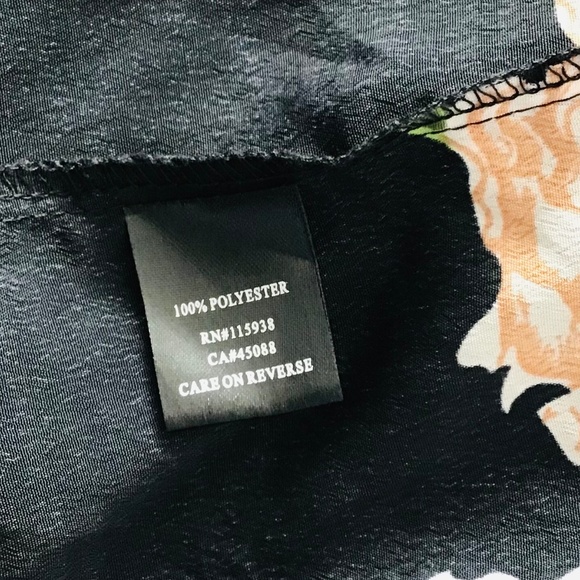 100% POLYESTER
RN#115938
CA#45088
CARE ON REVERSE